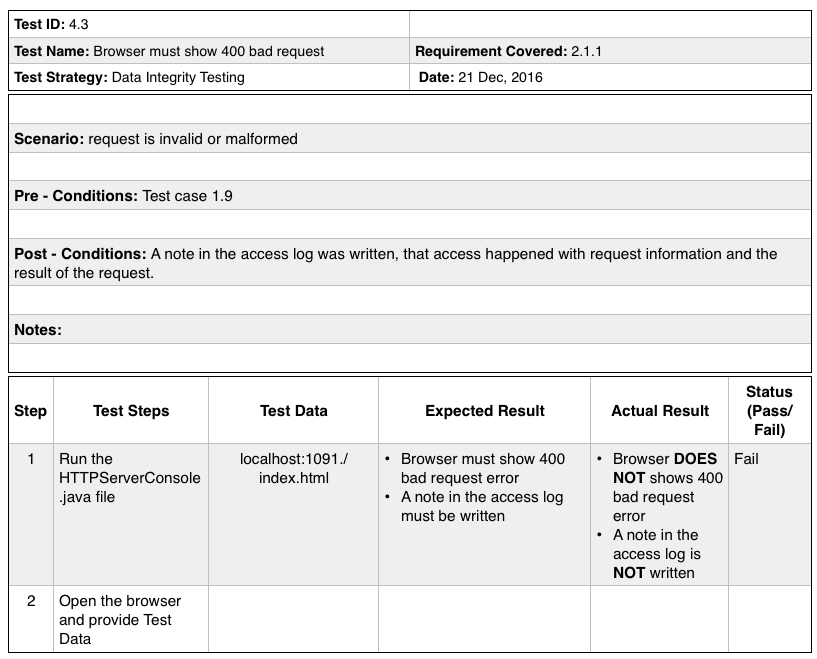 Test ID: 4.3
Test Name: Browser must show 400 bad request
Requirement Covered: 2.1.1
Test Strategy: Data Integrity Testing
Date: 21 Dec, 2016
Scenario: request is invalid or malformed
Pre - Conditions: Test case 1.9
Post - Conditions: A note in the access log was written, that access happened with request information and the
result of the request.
Notes:
Step
Test Steps
Test Data
Expected Result
Actual Result
Status
(Pass/
Fail)
1
Run the
HTTPServerConsole
.java file
localhost:1091./
index.html
• Browser must show 400
bad request error
• A note in the access log
must be written
• Browser DOES
NOT shows 400
bad request
error
• A note in the
access log is
NOT written
Fail
2
Open the browser
and provide Test
Data